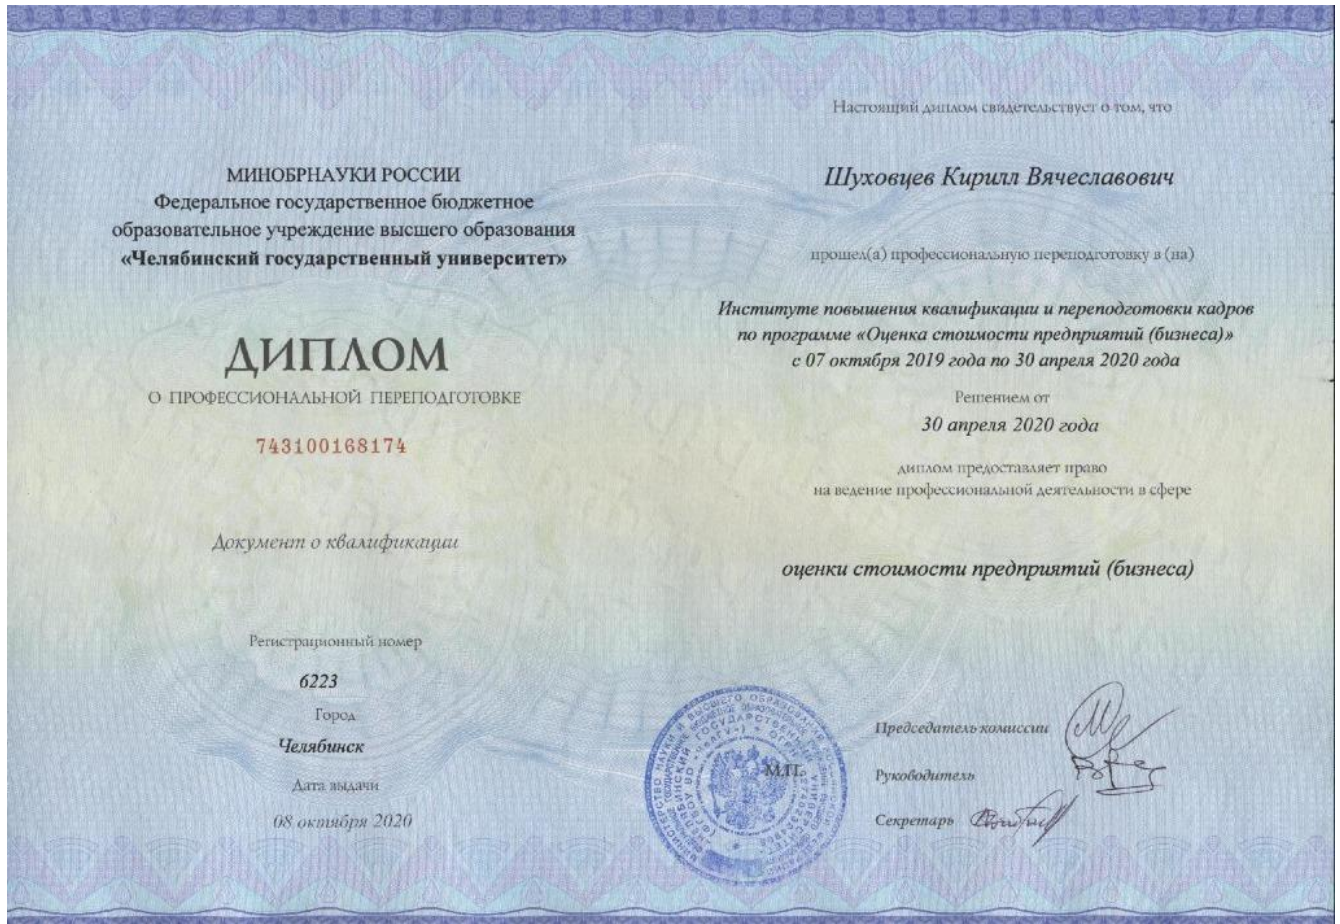 МИНОБРНАУКИ РОССИИ
Федеральное государственное бюджетное
образовательное учреждение высшего образования
«Челябинский государственный университет»
ДИПЛОМ
О ПРОФЕССИОНАЛЬНОЙ ПЕРЕПОДГОТОВКЕ
743100168174
Документ о квалификации
Регистрационный номер
6223
Город
Челябинск
Дата выдачи
08 октября 2020
Настоящий диплом свидетельствует о том, что
Шуховцев Кирилл Вячеславович
прошел(а) профессиональную переподготовку в (на)
Институте повышения квалификации и переподготовки кадров
по программе «Оценка стоимости предприятий (бизнеса)»
с 07 октября 2019 года по 30 апреля 2020 года
Решением от
30 апреля 2020 года
диплом предоставляет право
на ведение профессиональной деятельности в сфере
оценки стоимости предприятий (бизнеса)
М.П.
Председатель комиссии
Руководитель
Секретарь